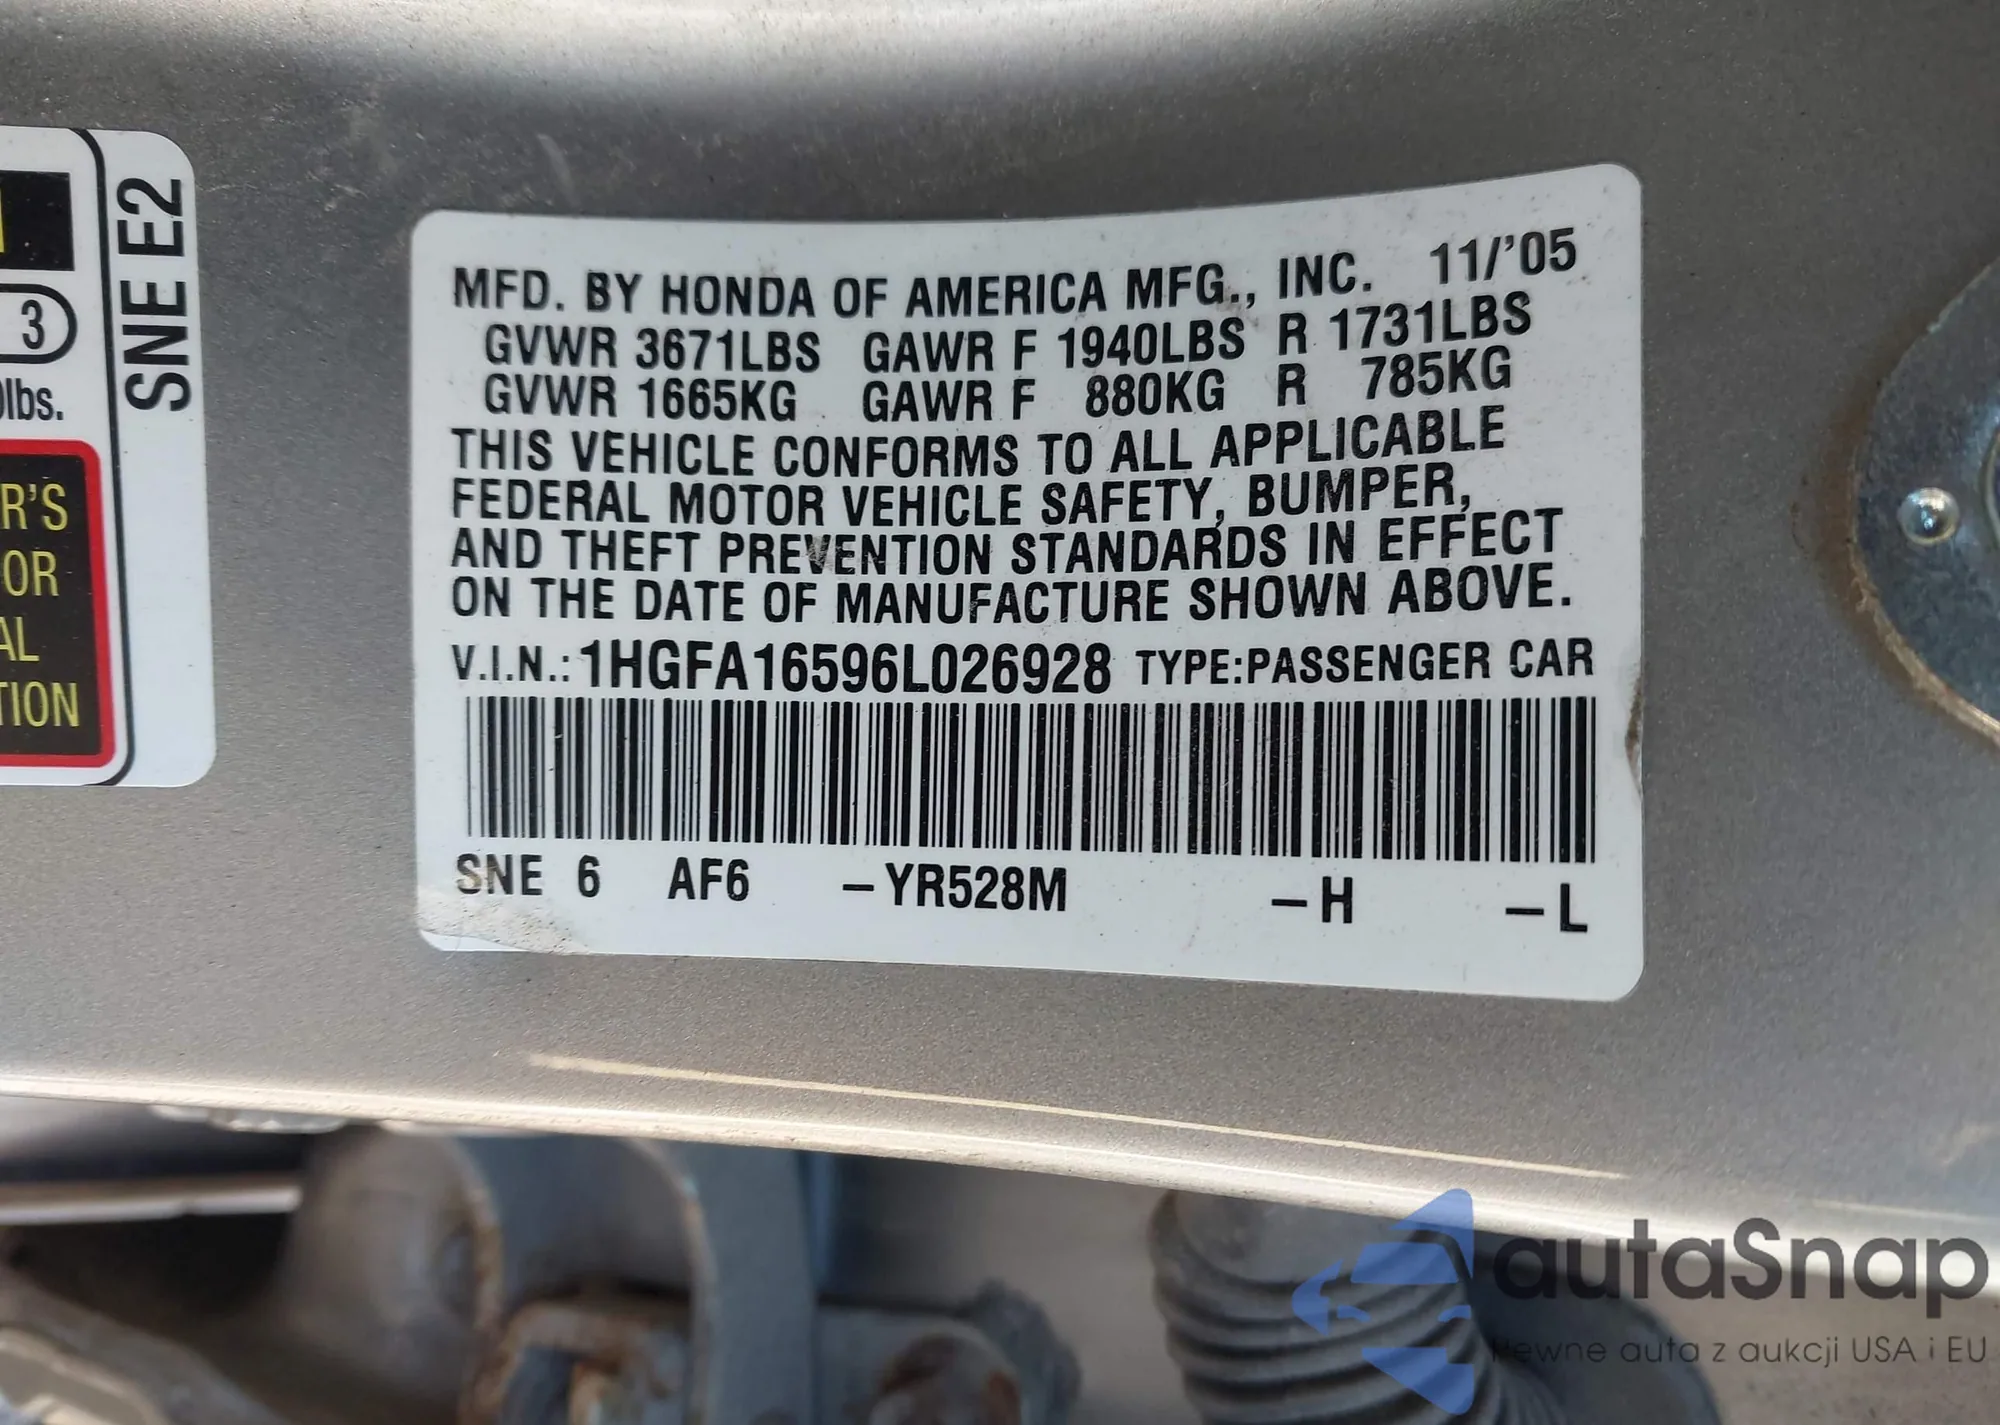 SNE E2
3
lbs.
R'S
OR
AL
TION
MFD. BY HONDA OF AMERICA MFG., INC. 11/'05
GVWR 3671LBS GAWR F 1940LBS R 1731LBS
GVWR 1665KG GAWR F 880KG R 785KG
THIS VEHICLE CONFORMS TO ALL APPLICABLE
FEDERAL MOTOR VEHICLE SAFETY, BUMPER,
AND THEFT PREVENTION STANDARDS IN EFFECT
ON THE DATE OF MANUFACTURE SHOWN ABOVE.
V.I.N.: 1HGFA16596L026928 TYPE:PASSENGER CAR
SNE 6 AF6 –YR528M –H –L
autaSnap
Pewne auta z aukcji USA i EU